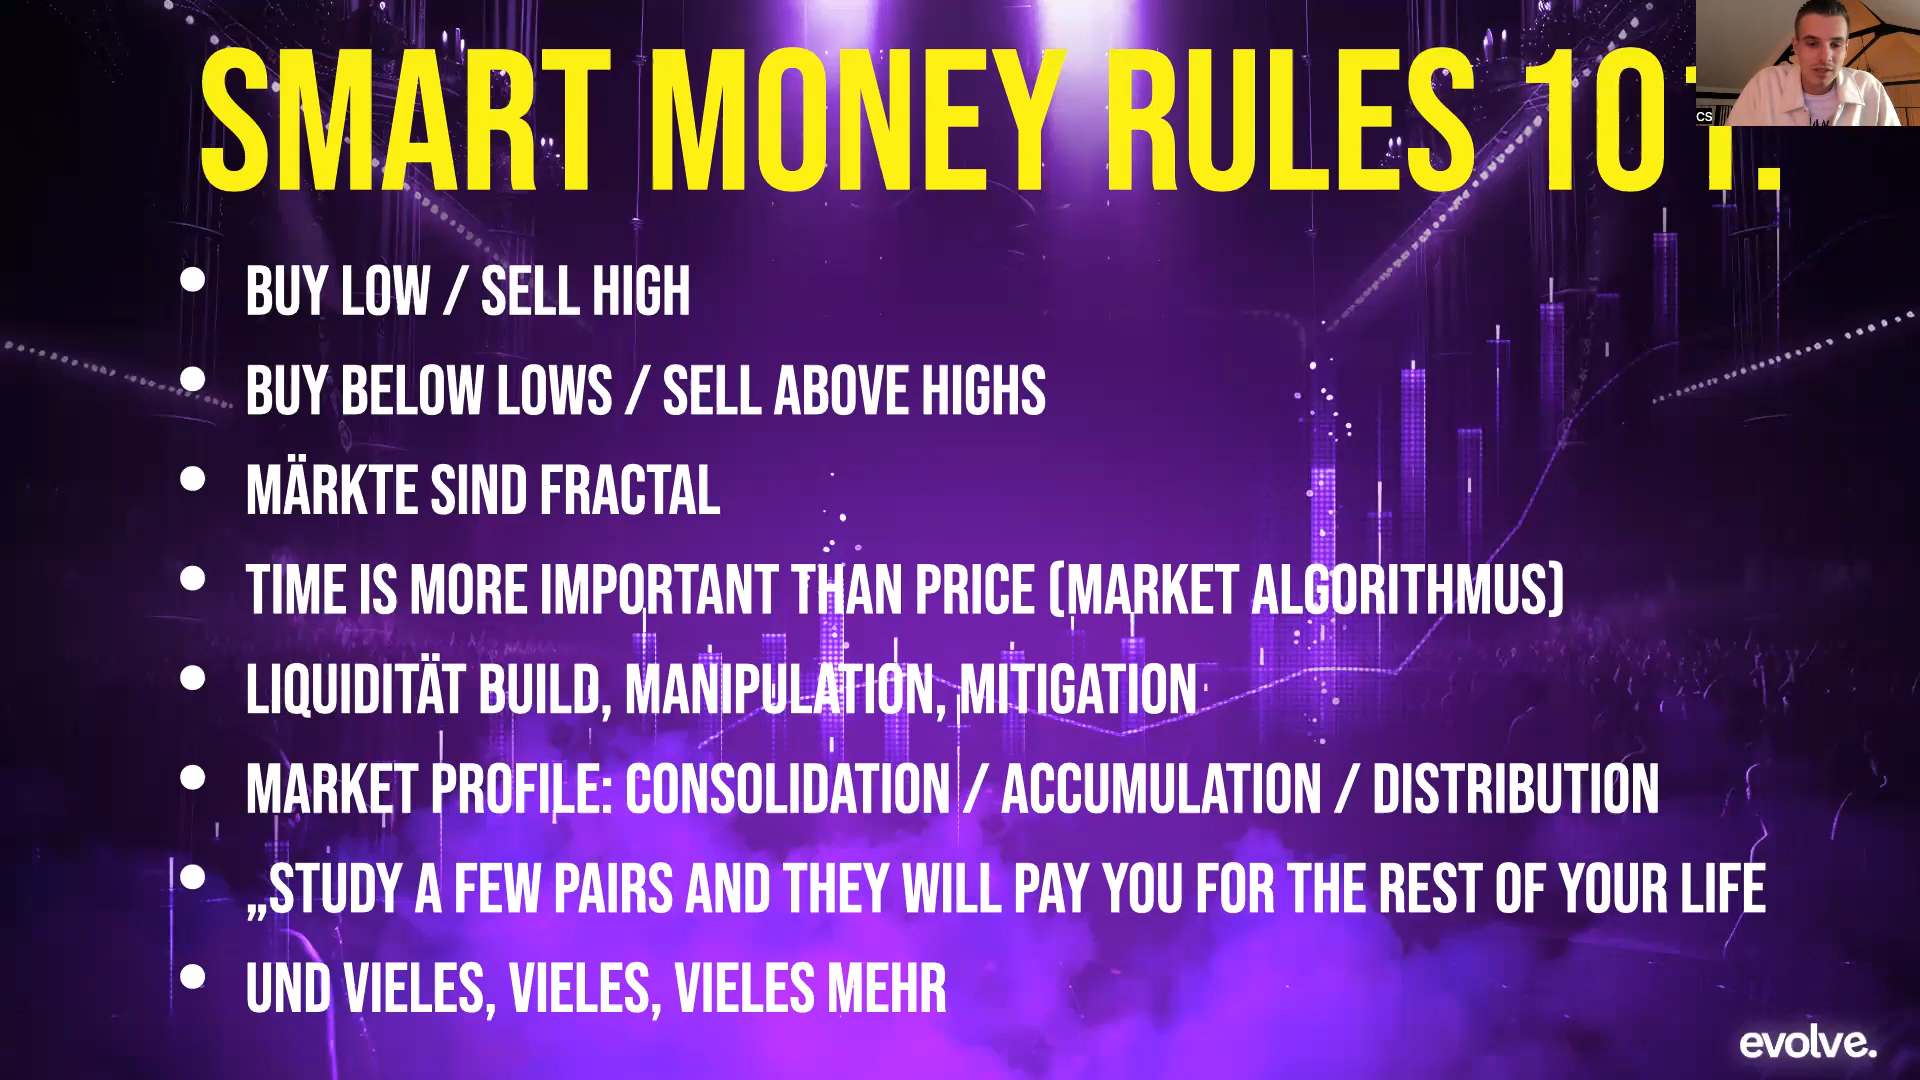 SMART MONEY RULES 101.
CS
• BUY LOW / SELL HIGH
• BUY BELOW LOWS / SELL ABOVE HIGHS
• MÄRKTE SIND FRACTAL
• TIME IS MORE IMPORTANT THAN PRICE (MARKET ALGORITHMUS)
• LIQUIDITÄT BUILD, MANIPULATION, MITIGATION
• MARKET PROFILE: CONSOLIDATION / ACCUMULATION / DISTRIBUTION
• „STUDY A FEW PAIRS AND THEY WILL PAY YOU FOR THE REST OF YOUR LIFE
• UND VIELES, VIELES, VIELES MEHR
evolve.